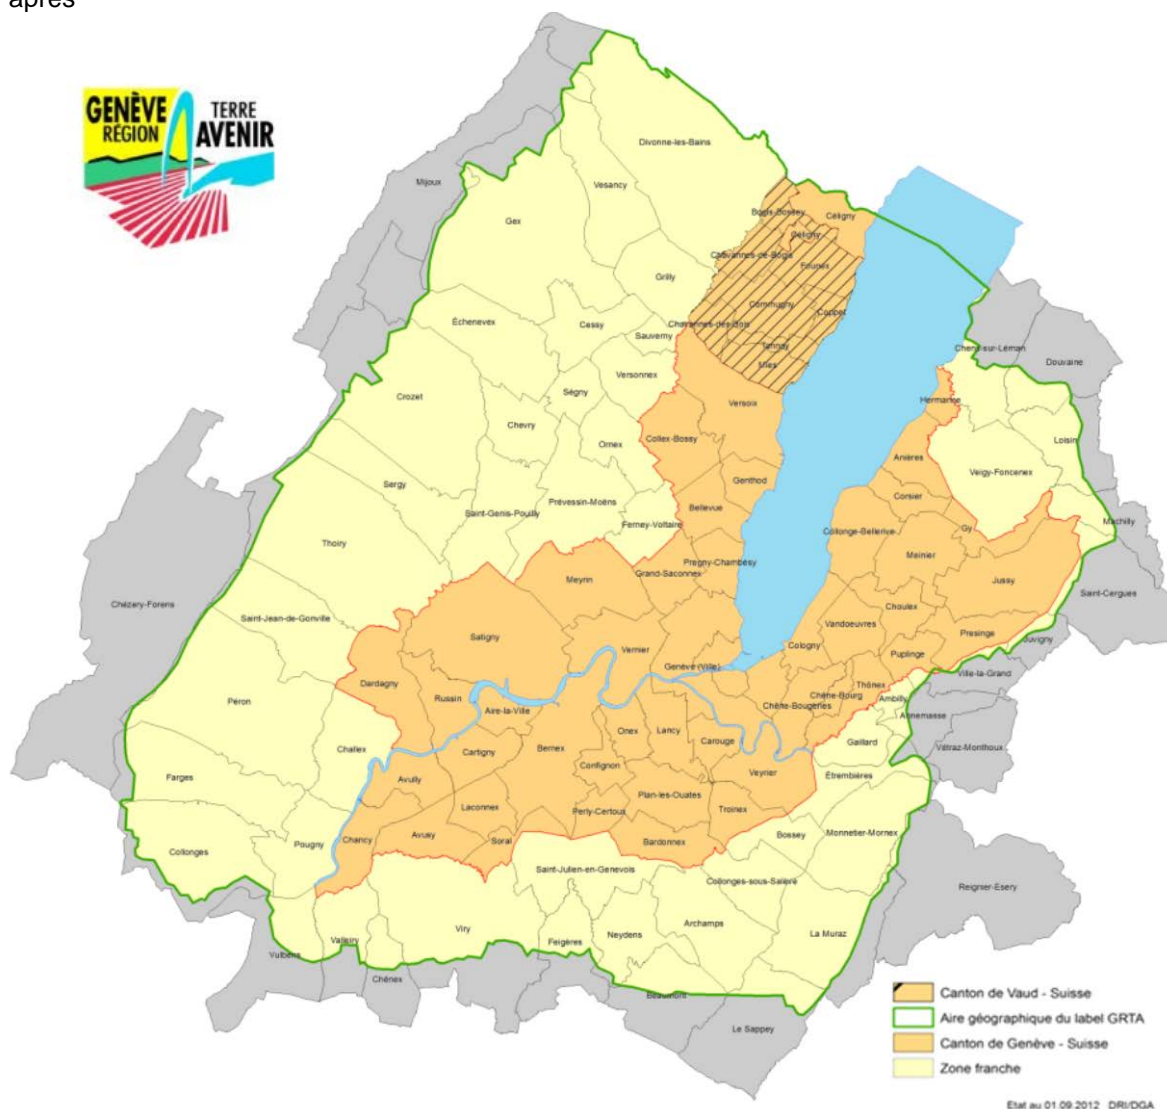 après
GENÈVE
RÉGION
TERRE
AVENIR
Divonne-les-Bains
Mijoux
Vesancy
Gex
Bogis-Bossey
Céligny
Céligny
Chavannes-de-Bogis
Founex
Grilly
Commugny
Coppet
Échenevex
Cessy
Sauverny
Chavannes-des-Bois
Tannay
Mies
Chens-sur-Léman
Douvaine
Versonnex
Crozet
Ségny
Versoix
Hermance
Chevry
Collex-Bossy
Ornex
Loisin
Anières
Veigy-Foncenex
Sergy
Genthod
Corsier
Prévessin-Moëns
Saint-Genis-Pouilly
Bellevue
Ferney-Voltaire
Collonge-Bellerive
Gy
Machilly
Thoiry
Meinier
Pregny-Chambésy
Grand-Saconnex
Meyrin
Jussy
Saint-Cergues
Chézery-Forens
Choulex
Saint-Jean-de-Gonville
Vandoeuvres
Presinge
Satigny
Juvigny
Vernier
Cologny
Puplinge
Genève (Ville)
Ville-la-Grand
Dardagny
Thônex
Russin
Chêne-Bourg
Ambilly
Péron
Chêne-Bougeries
Aire-la-Ville
Annemasse
Onex
Lancy
Carouge
Gaillard
Vétraz-Monthoux
Challex
Cartigny
Bernex
Confignon
Veyrier
Étrembières
Farges
Avully
Plan-les-Ouates
Laconnex
Perly-Certoux
Troinex
Chancy
Avusy
Soral
Bardonnex
Bossey
Monnetier-Mornex
Pougny
Collonges
Saint-Julien-en-Genevois
Collonges-sous-Salève
Reignier-Esery
Archamps
Viry
Neydens
La Muraz
Valleiry
Feigères
Vulbens
Chênex
Beaumont
Le Sappey
Canton de Vaud - Suisse
Aire géographique du label GRTA
Canton de Genève - Suisse
Zone franche
Etat au 01.09.2012 DRI/DGA